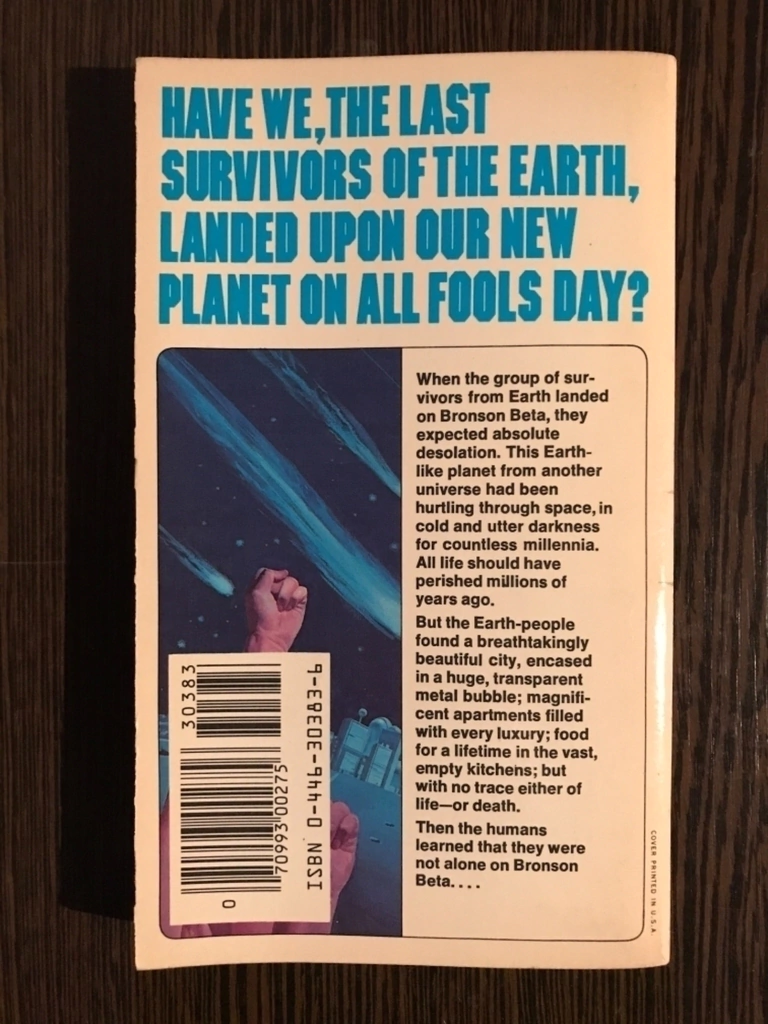 HAVE WE, THE LAST
SURVIVORS OF THE EARTH,
LANDED UPON OUR NEW
PLANET ON ALL FOOLS DAY?
When the group of sur-
vivors from Earth landed
on Bronson Beta, they
expected absolute
desolation. This Earth-
like planet from another
universe had been
hurtling through space, in
cold and utter darkness
for countless millennia.
All life should have
perished millions of
years ago.
But the Earth-people
found a breathtakingly
beautiful city, encased
in a huge, transparent
metal bubble; magnifi-
cent apartments filled
with every luxury; food
for a lifetime in the vast,
empty kitchens; but
with no trace either of
life—or death.
Then the humans
learned that they were
not alone on Bronson
Beta....
30383
0
70993 00275
ISBN 0-446-30383-6
COVER PRINTED IN U.S.A.